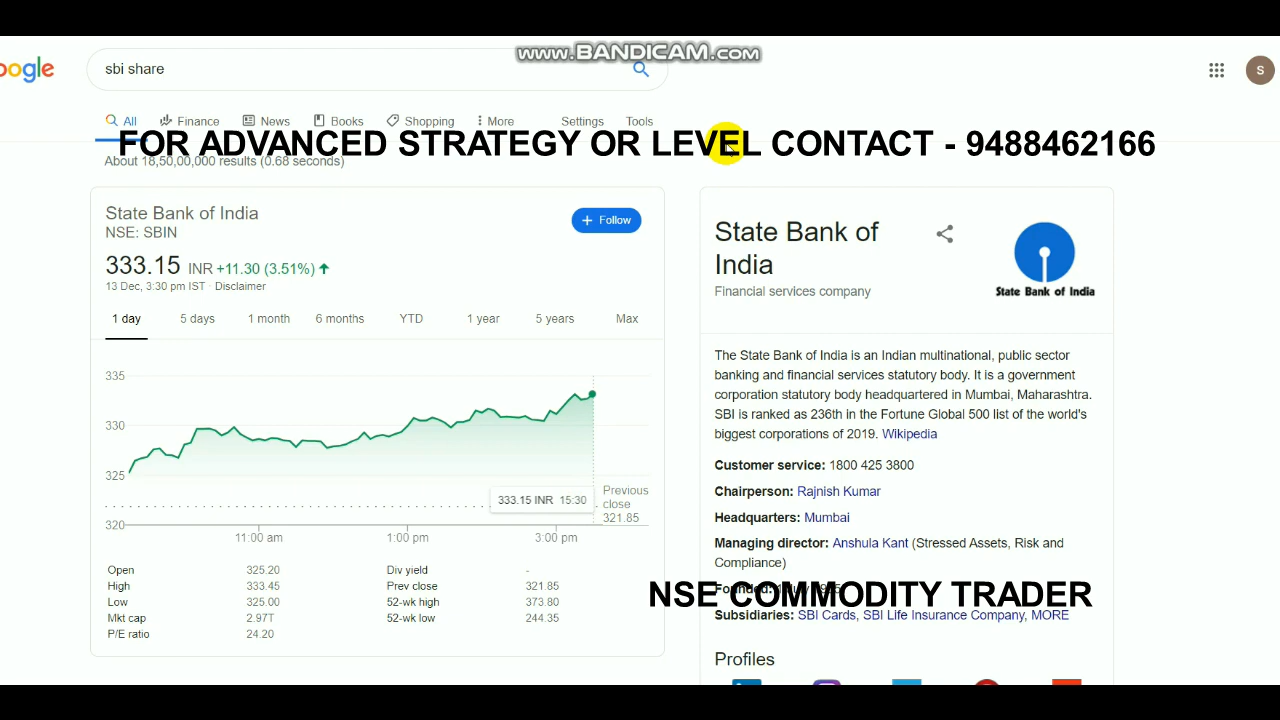 www.BANDICAM.com
oogle
sbi share
S
All Finance News Books Shopping More Settings Tools
FOR ADVANCED STRATEGY OR LEVEL CONTACT - 9488462166
About 18,50,00,000 results (0.68 seconds)
State Bank of India
NSE: SBIN
+ Follow
333.15 INR +11.30 (3.51%)
13 Dec, 3:30 pm IST · Disclaimer
1 day 5 days 1 month 6 months YTD 1 year 5 years Max
335
330
325
320
333.15 INR 15:30
Previous
close
321.85
11:00 am 1:00 pm 3:00 pm
Open 325.20 Div yield -
High 333.45 Prev close 321.85
Low 325.00 52-wk high 373.80
Mkt cap 2.97T 52-wk low 244.35
P/E ratio 24.20
State Bank of
India
Financial services company
State Bank of India
The State Bank of India is an Indian multinational, public sector
banking and financial services statutory body. It is a government
corporation statutory body headquartered in Mumbai, Maharashtra.
SBI is ranked as 236th in the Fortune Global 500 list of the world's
biggest corporations of 2019. Wikipedia
Customer service: 1800 425 3800
Chairperson: Rajnish Kumar
Headquarters: Mumbai
Managing director: Anshula Kant (Stressed Assets, Risk and
Compliance)
NSE COMMODITY TRADER
Subsidiaries: SBI Cards, SBI Life Insurance Company, MORE
Profiles